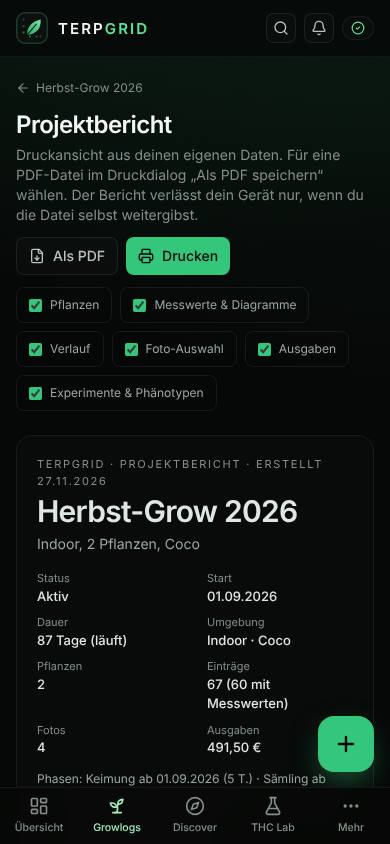 TERPGRID
Herbst-Grow 2026
Projektbericht
Druckansicht aus deinen eigenen Daten. Für eine
PDF-Datei im Druckdialog „Als PDF speichern“
wählen. Der Bericht verlässt dein Gerät nur, wenn du
die Datei selbst weitergibst.
Als PDF
Drucken
Pflanzen
Messwerte & Diagramme
Verlauf
Foto-Auswahl
Ausgaben
Experimente & Phänotypen
TERPGRID · PROJEKTBERICHT · ERSTELLT
27.11.2026
Herbst-Grow 2026
Indoor, 2 Pflanzen, Coco
Status
Aktiv
Start
01.09.2026
Dauer
87 Tage (läuft)
Umgebung
Indoor · Coco
Pflanzen
2
Einträge
67 (60 mit
Messwerten)
Fotos
4
Ausgaben
491,50 €
Phasen: Keimung ab 01.09.2026 (5 T.) · Sämling ab
Übersicht
Growlogs
Discover
THC Lab
Mehr